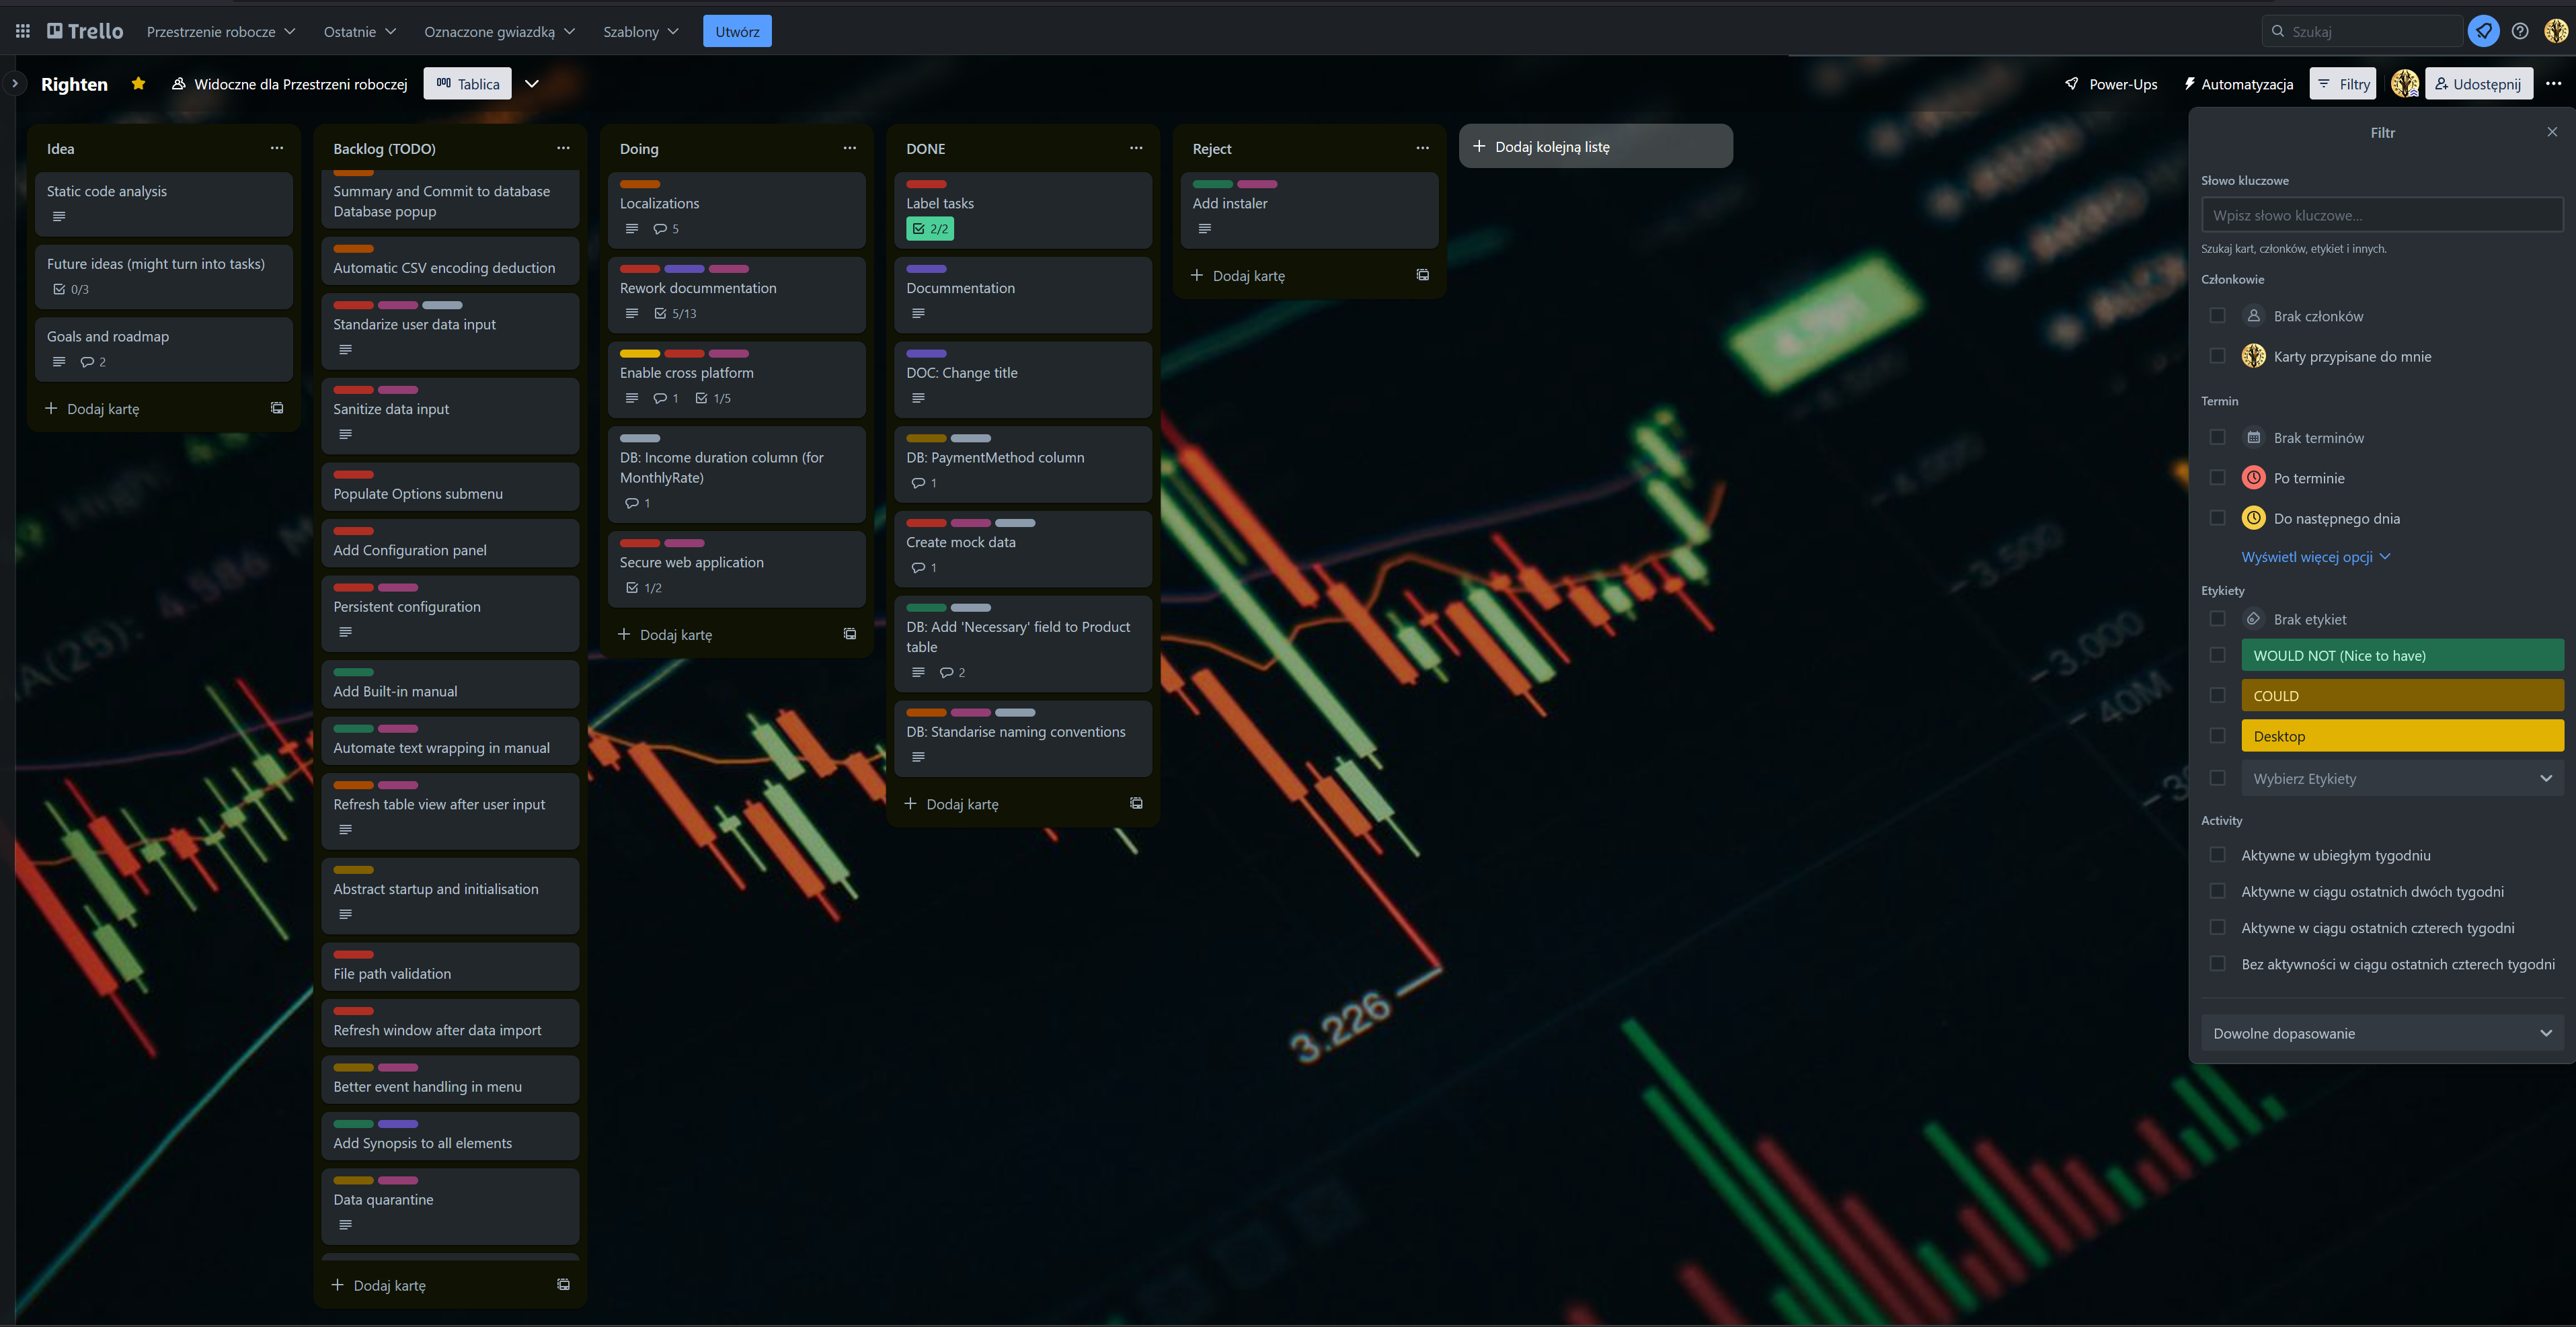 Trello
Przestrzenie robocze
Ostatnie
Oznaczone gwiazdką
Szablony
Utwórz
Szukaj
Righten
Widoczne dla Przestrzeni roboczej
Tablica
Power-Ups
Automatyzacja
Filtry
Udostępnij
Idea
Static code analysis
Future ideas (might turn into tasks)
0/3
Goals and roadmap
2
Dodaj kartę
Backlog (TODO)
Summary and Commit to database
Database popup
Automatic CSV encoding deduction
Standarize user data input
Sanitize data input
Populate Options submenu
Add Configuration panel
Persistent configuration
Add Built-in manual
Automate text wrapping in manual
Refresh table view after user input
Abstract startup and initialisation
File path validation
Refresh window after data import
Better event handling in menu
Add Synopsis to all elements
Data quarantine
Dodaj kartę
Doing
Localizations
5
Rework docummentation
5/13
Enable cross platform
1
1/5
DB: Income duration column (for
MonthlyRate)
1
Secure web application
1/2
Dodaj kartę
DONE
Label tasks
2/2
Docummentation
DOC: Change title
DB: PaymentMethod column
1
Create mock data
1
DB: Add 'Necessary' field to Product
table
2
DB: Standarise naming conventions
Dodaj kartę
Reject
Add instaler
Dodaj kartę
Dodaj kolejną listę
Filtr
Słowo kluczowe
Wpisz słowo kluczowe...
Szukaj kart, członków, etykiet i innych.
Członkowie
Brak członków
Karty przypisane do mnie
Termin
Brak terminów
Po terminie
Do następnego dnia
Wyświetl więcej opcji
Etykiety
Brak etykiet
WOULD NOT (Nice to have)
COULD
Desktop
Wybierz Etykiety
Activity
Aktywne w ubiegłym tygodniu
Aktywne w ciągu ostatnich dwóch tygodni
Aktywne w ciągu ostatnich czterech tygodni
Bez aktywności w ciągu ostatnich czterech tygodni
Dowolne dopasowanie
A(25): 4.586
3.500
3.000
40M
3.226